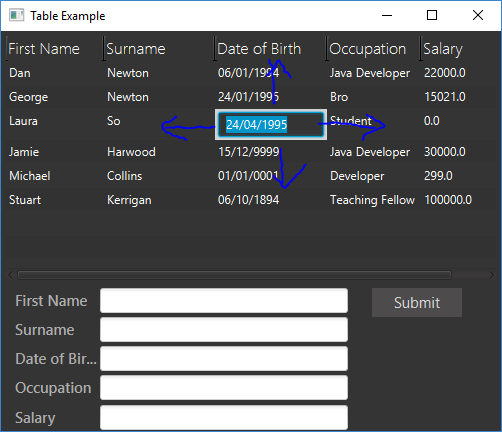 Table Example
First Name Surname Date of Birth Occupation Salary
Dan Newton 06/01/1994 Java Developer 22000.0
George Newton 24/01/1995 Bro 15021.0
Laura So 24/04/1995 Student 0.0
Jamie Harwood 15/12/9999 Java Developer 30000.0
Michael Collins 01/01/0001 Developer 299.0
Stuart Kerrigan 06/10/1894 Teaching Fellow 100000.0
First Name Submit
Surname
Date of Bir...
Occupation
Salary